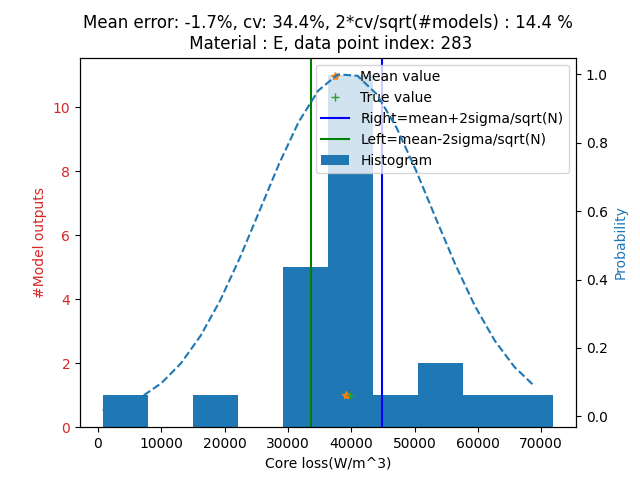 Mean error: -1.7%, cv: 34.4%, 2*cv/sqrt(#models) : 14.4 %
Material : E, data point index: 283
Mean value
True value
Right=mean+2sigma/sqrt(N)
Left=mean-2sigma/sqrt(N)
Histogram
#Model outputs
10
8
6
4
2
0
1.0
0.8
0.6
0.4
0.2
0.0
Probability
0 10000 20000 30000 40000 50000 60000 70000
Core loss(W/m^3)